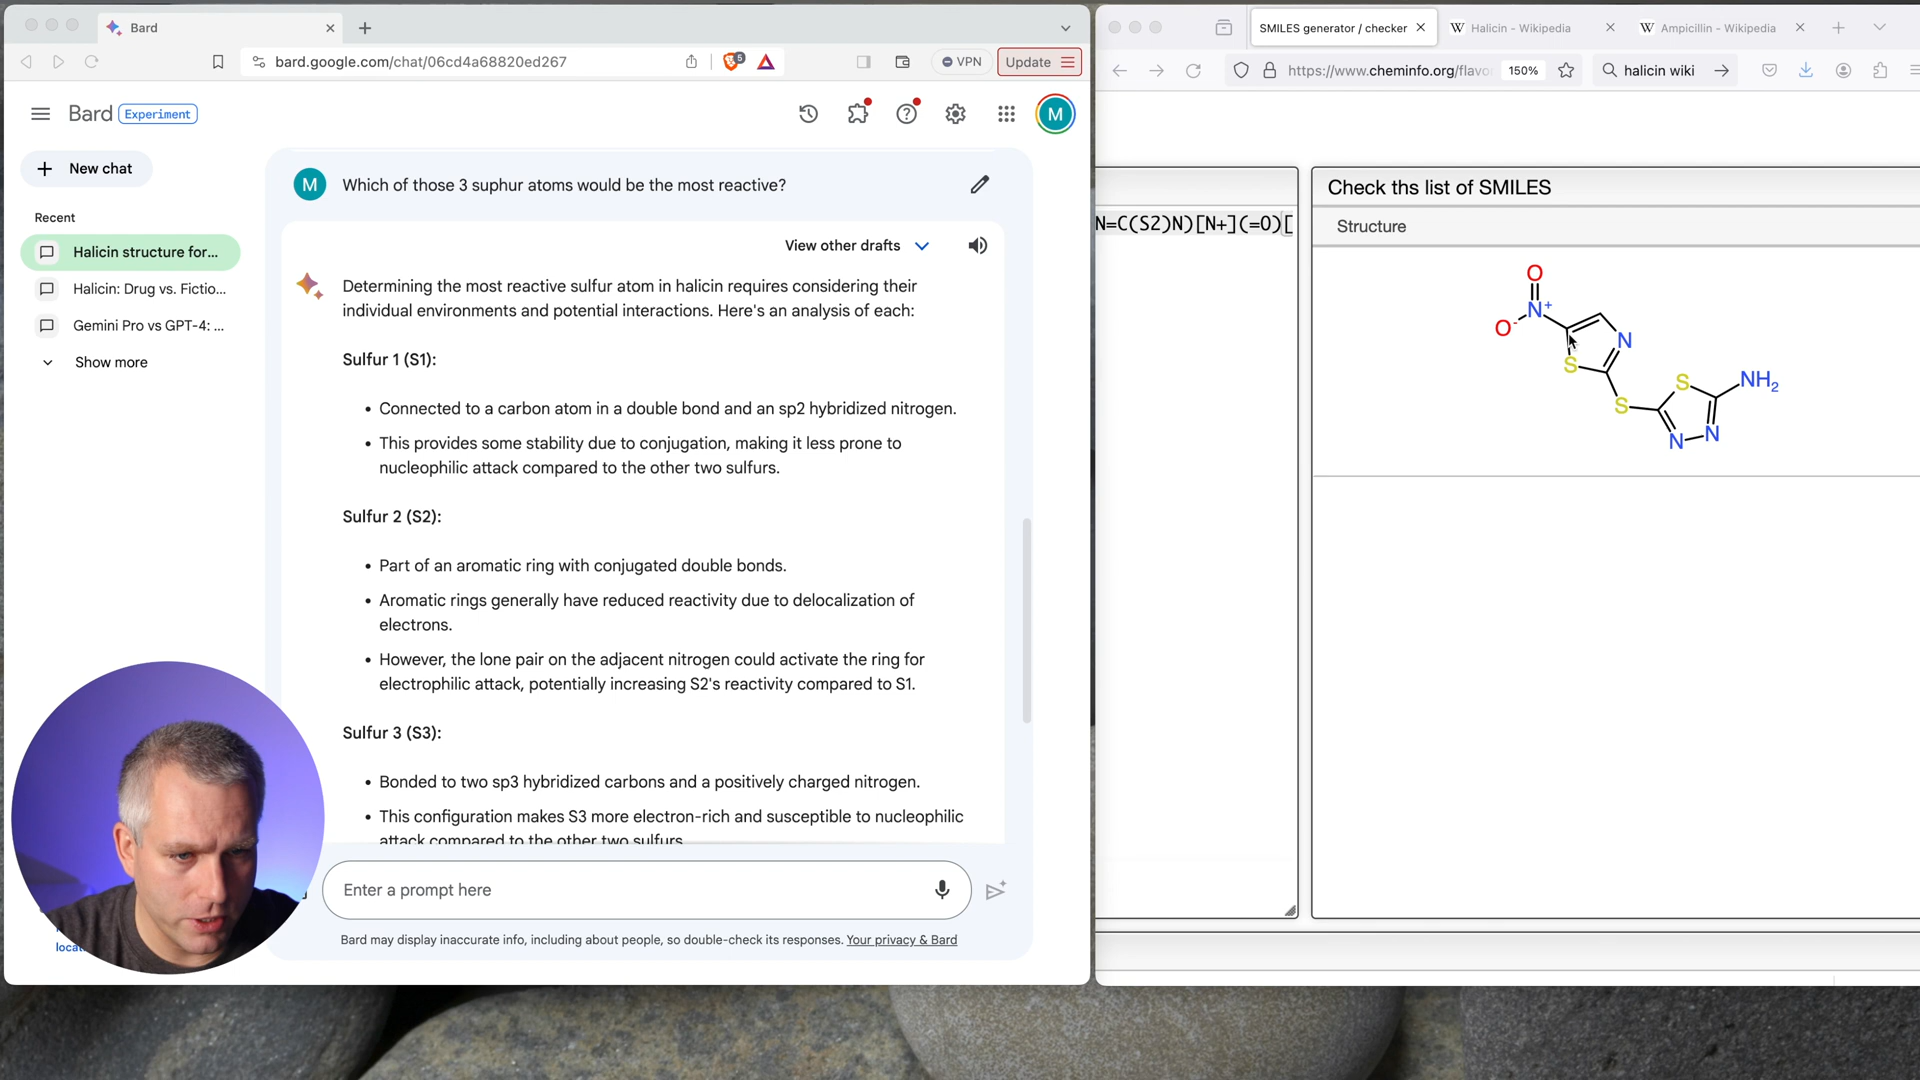 Bard
bard.google.com/chat/06cd4a68820ed267
5
VPN
Update
Bard Experiment
M
New chat
Recent
Halicin structure for...
Halicin: Drug vs. Fictio...
Gemini Pro vs GPT-4: ...
Show more
M
Which of those 3 suphur atoms would be the most reactive?
View other drafts
Determining the most reactive sulfur atom in halicin requires considering their
individual environments and potential interactions. Here's an analysis of each:
Sulfur 1 (S1):
• Connected to a carbon atom in a double bond and an sp2 hybridized nitrogen.
• This provides some stability due to conjugation, making it less prone to
nucleophilic attack compared to the other two sulfurs.
Sulfur 2 (S2):
• Part of an aromatic ring with conjugated double bonds.
• Aromatic rings generally have reduced reactivity due to delocalization of
electrons.
• However, the lone pair on the adjacent nitrogen could activate the ring for
electrophilic attack, potentially increasing S2's reactivity compared to S1.
Sulfur 3 (S3):
• Bonded to two sp3 hybridized carbons and a positively charged nitrogen.
• This configuration makes S3 more electron-rich and susceptible to nucleophilic
attack compared to the other two sulfurs.
Enter a prompt here
Bard may display inaccurate info, including about people, so double-check its responses. Your privacy & Bard
SMILES generator / checker
W Halicin - Wikipedia
W Ampicillin - Wikipedia
https://www.cheminfo.org/flavo
150%
halicin wiki
N=C(S2)N)[N+](=O)[
Check ths list of SMILES
Structure
O
N+
O-
N
S
S
NH2
S
N
N